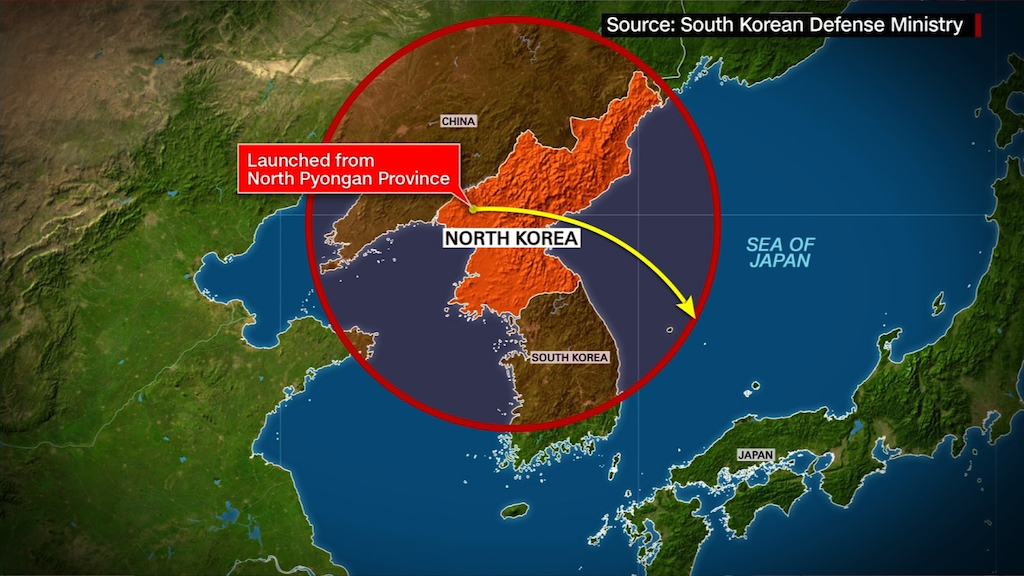 Source: South Korean Defense Ministry
CHINA
Launched from
North Pyongan Province
NORTH KOREA
SEA OF
JAPAN
SOUTH KOREA
JAPAN